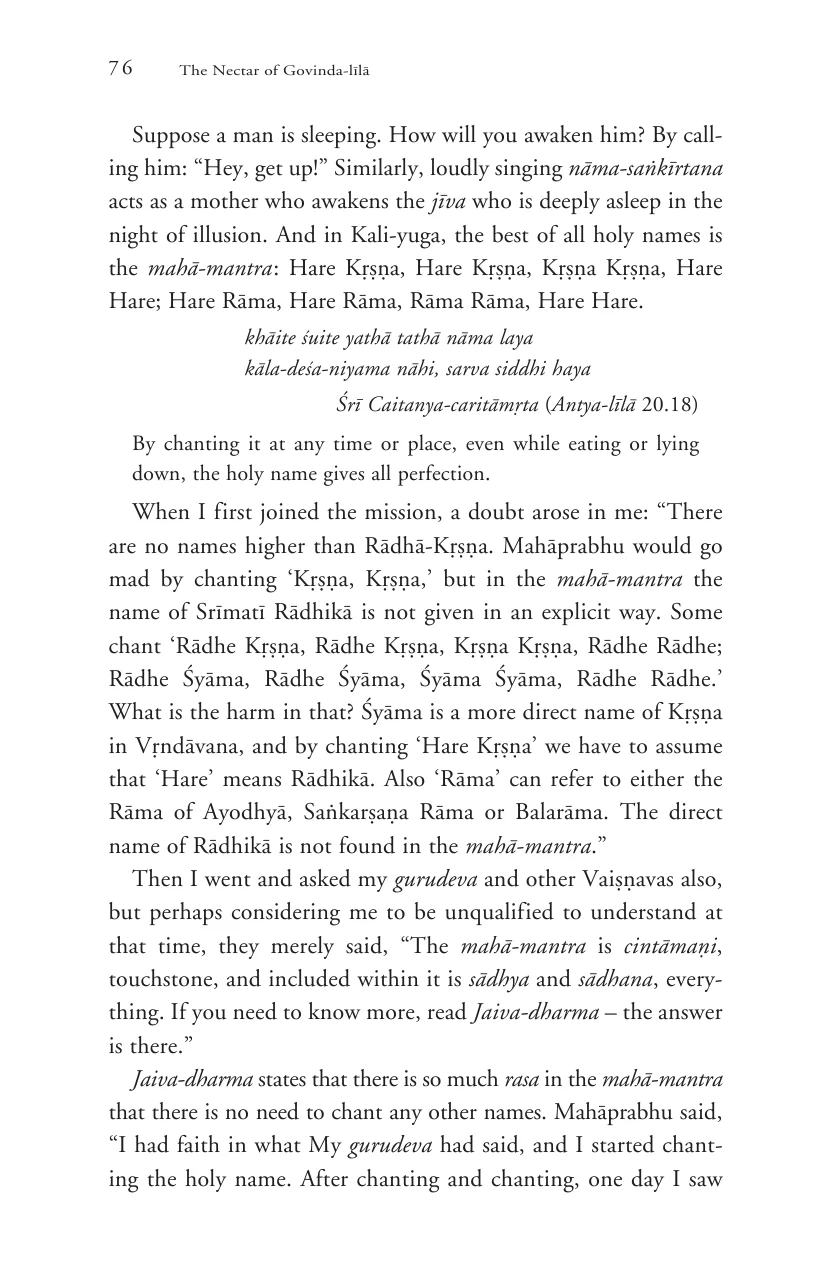 76 The Nectar of Govinda-līlā
Suppose a man is sleeping. How will you awaken him? By call-
ing him: “Hey, get up!” Similarly, loudly singing nāma-saṅkīrtana
acts as a mother who awakens the jīva who is deeply asleep in the
night of illusion. And in Kali-yuga, the best of all holy names is
the mahā-mantra: Hare Kṛṣṇa, Hare Kṛṣṇa, Kṛṣṇa Kṛṣṇa, Hare
Hare; Hare Rāma, Hare Rāma, Rāma Rāma, Hare Hare.
khāite śuite yathā tathā nāma laya
kāla-deśa-niyama nāhi, sarva siddhi haya
Śrī Caitanya-caritāmṛta (Antya-līlā 20.18)
By chanting it at any time or place, even while eating or lying
down, the holy name gives all perfection.
When I first joined the mission, a doubt arose in me: “There
are no names higher than Rādhā-Kṛṣṇa. Mahāprabhu would go
mad by chanting ‘Kṛṣṇa, Kṛṣṇa,’ but in the mahā-mantra the
name of Srīmatī Rādhikā is not given in an explicit way. Some
chant ‘Rādhe Kṛṣṇa, Rādhe Kṛṣṇa, Kṛṣṇa Kṛṣṇa, Rādhe Rādhe;
Rādhe Śyāma, Rādhe Śyāma, Śyāma Śyāma, Rādhe Rādhe.’
What is the harm in that? Śyāma is a more direct name of Kṛṣṇa
in Vṛndāvana, and by chanting ‘Hare Kṛṣṇa’ we have to assume
that ‘Hare’ means Rādhikā. Also ‘Rāma’ can refer to either the
Rāma of Ayodhyā, Saṅkarṣaṇa Rāma or Balarāma. The direct
name of Rādhikā is not found in the mahā-mantra.”
Then I went and asked my gurudeva and other Vaiṣṇavas also,
but perhaps considering me to be unqualified to understand at
that time, they merely said, “The mahā-mantra is cintāmaṇi,
touchstone, and included within it is sādhya and sādhana, every-
thing. If you need to know more, read Jaiva-dharma – the answer
is there.”
Jaiva-dharma states that there is so much rasa in the mahā-mantra
that there is no need to chant any other names. Mahāprabhu said,
“I had faith in what My gurudeva had said, and I started chant-
ing the holy name. After chanting and chanting, one day I saw